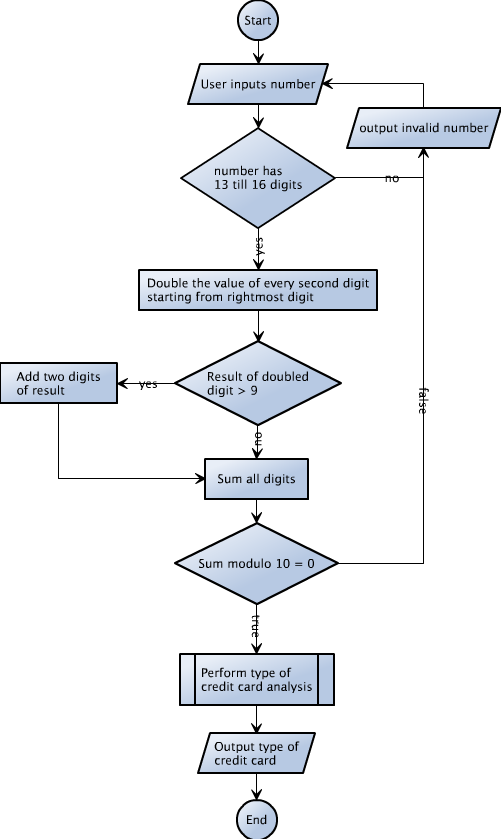 Start
User inputs number
output invalid number
number has
13 till 16 digits
no
yes
Double the value of every second digit
starting from rightmost digit
Result of doubled
digit > 9
yes
Add two digits
of result
no
false
Sum all digits
Sum modulo 10 = 0
true
Perform type of
credit card analysis
Output type of
credit card
End